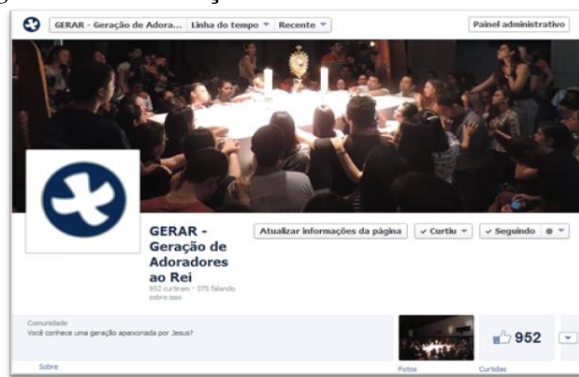 GERAR - Geração de Adora... Linha do tempo Recente Painel administrativo
GERAR -
Geração de
Adoradores
ao Rei
952 curtiram · 375 falando
sobre isso
Atualizar informações da página Curtiu Seguindo
Comunidade
Você conhece uma geração apaixonada por Jesus?
952
Sobre Fotos Curtidas